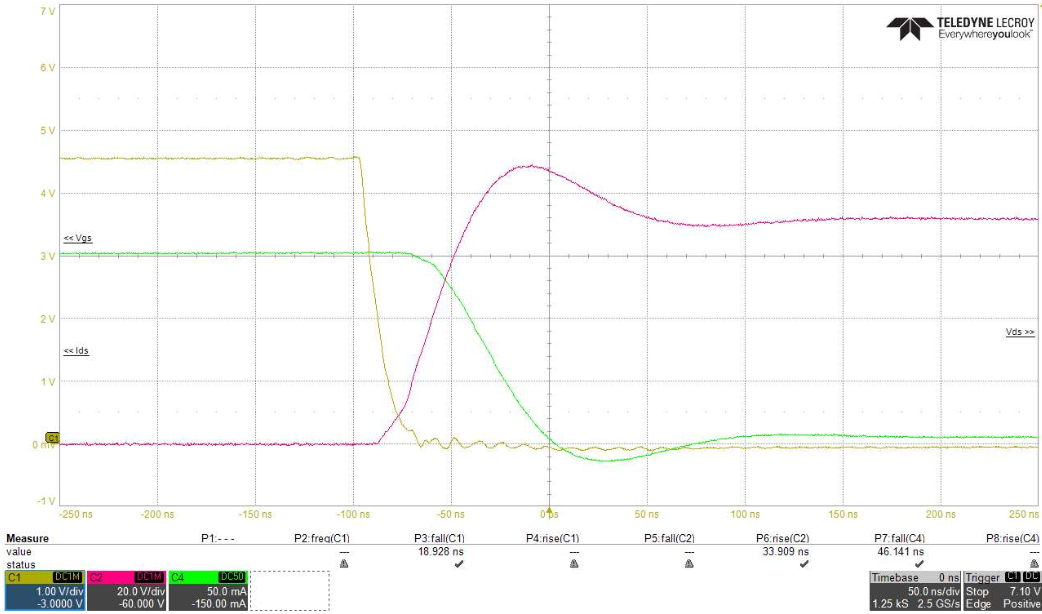 7 V
TELEDYNE LECROY
Everywhereyoulook™
6 V
5 V
4 V
<< Vgs
3 V
2 V
Vds >>
<< Ids
1 V
C1
0 mV
-1 V
-250 ns -200 ns -150 ns -100 ns -50 ns 0 ps 50 ns 100 ns 150 ns 200 ns 250 ns
Measure P1:- - - P2:freq(C1) P3:fall(C1) P4:rise(C1) P5:fall(C2) P6:rise(C2) P7:fall(C4) P8:rise(C4)
value --- 18.928 ns --- --- 33.909 ns 46.141 ns ---
status
C1 DC1M C2 DC1M C4 DC50 Timebase 0 ns Trigger C1 DC
1.00 V/div 20.0 V/div 50.0 mA 50.0 ns/div Stop 7.10 V
-3.0000 V -60.000 V -150.00 mA 1.25 kS 2.5 GS/s Edge Positive